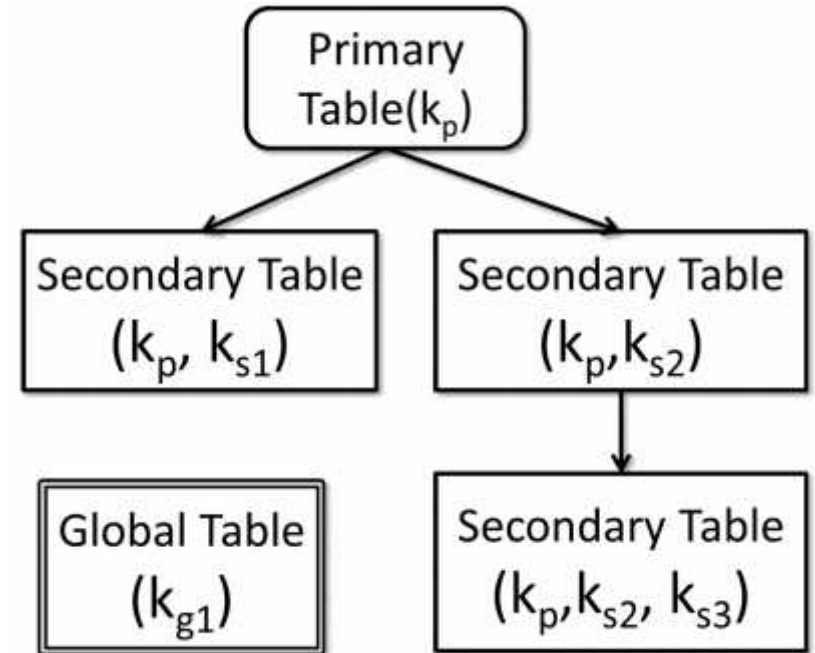 Primary
Table(kp)
Secondary Table
(kp, ks1)
Secondary Table
(kp,ks2)
Global Table
(kg1)
Secondary Table
(kp,ks2, ks3)